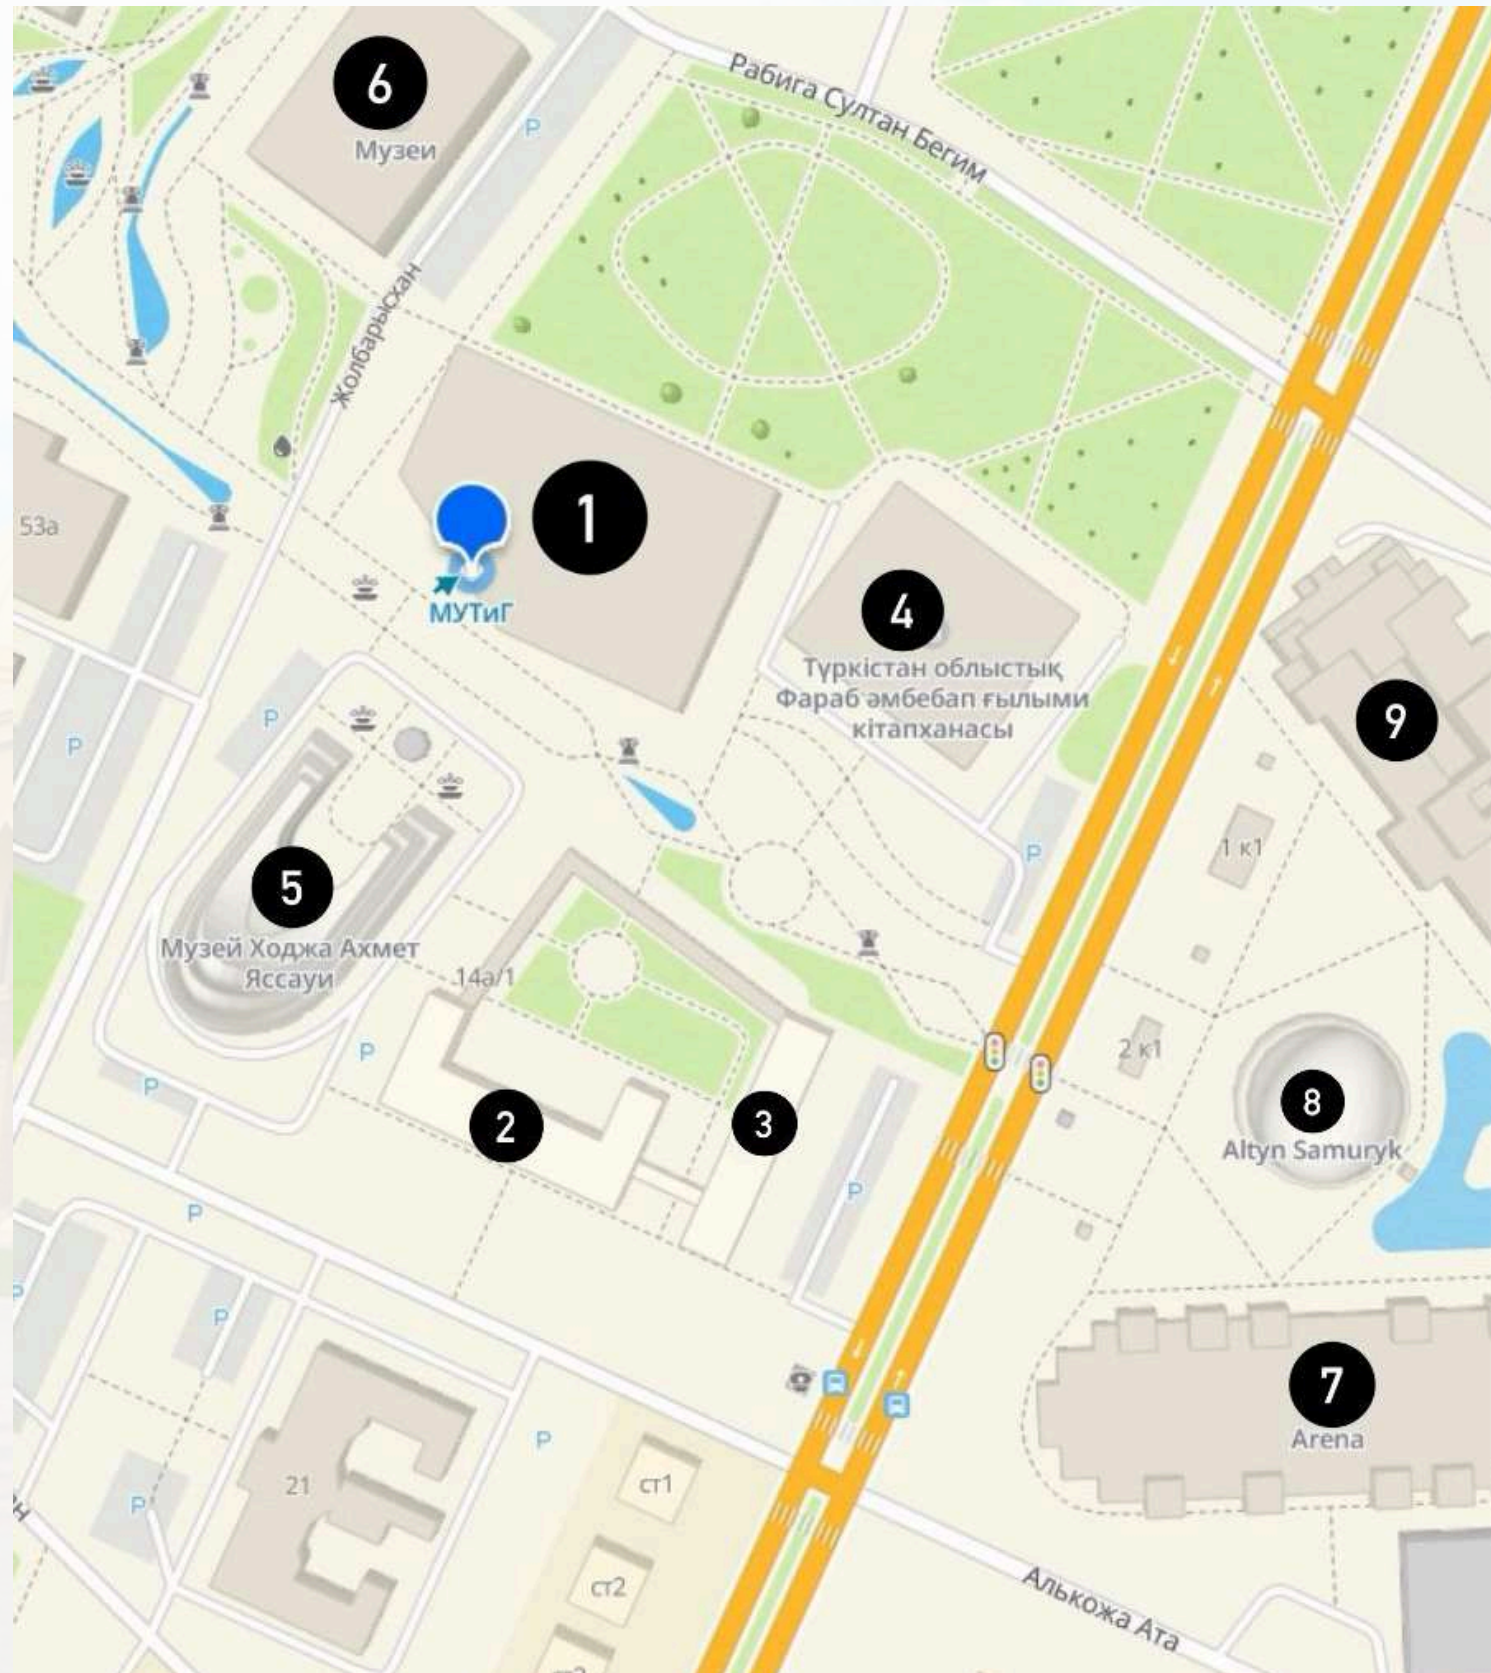 6
Музеи
P
Рабига Султан Бегим
Жолбарысхан
1
МУТиГ
53а
4
Түркістан облыстық
Фараб әмбебап ғылыми
кітапханасы
9
P
P
5
Музей Ходжа Ахмет
Яссауи
14а/1
P
1 к1
2 к1
P
P
2
3
8
Altyn Samuryk
P
P
P
P
7
Arena
21
P
P
ст1
ст2
Алькожа Ата